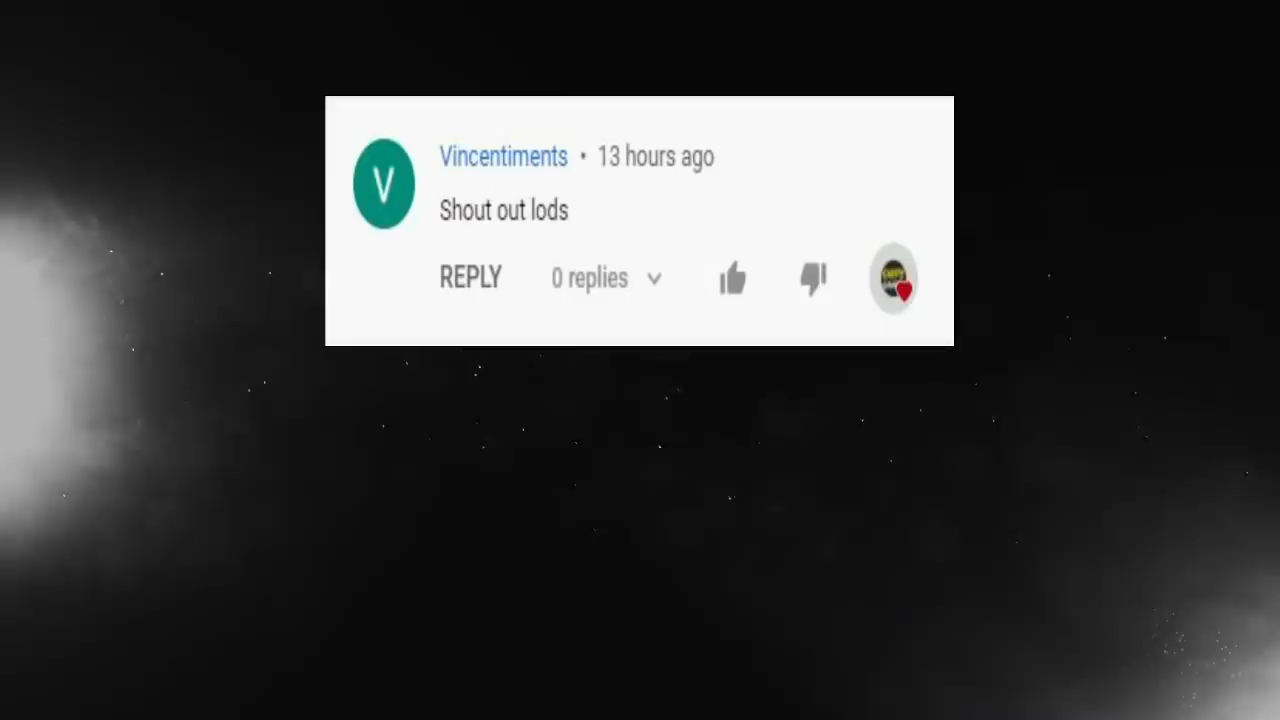 V
Vincentiments • 13 hours ago
Shout out lods
REPLY 0 replies